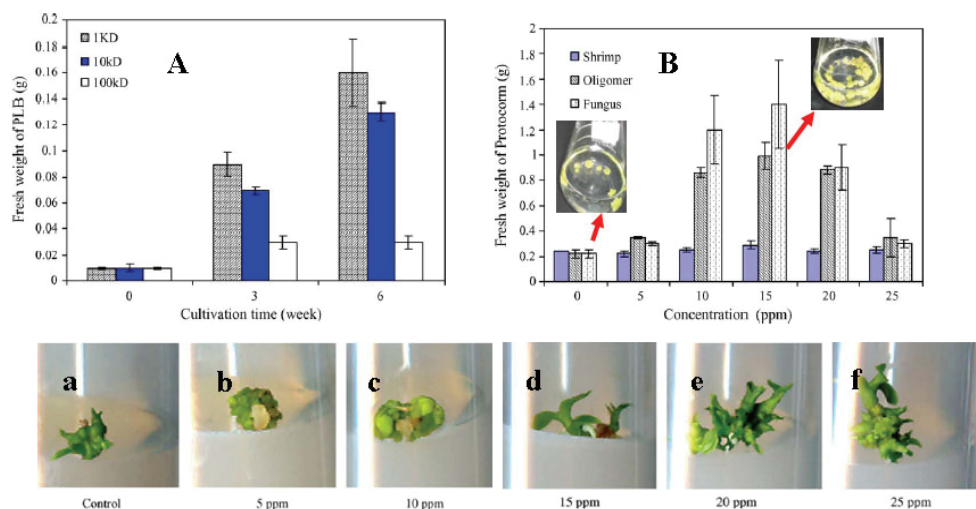 A
1KD
10kD
100kD
Fresh weight of PLB (g)
0.2
0.18
0.16
0.14
0.12
0.1
0.08
0.06
0.04
0.02
0
0 3 6
Cultivation time (week)
B
Shrimp
Oligomer
Fungus
Fresh weight of Protocorm (g)
2
1.8
1.6
1.4
1.2
1
0.8
0.6
0.4
0.2
0
0 5 10 15 20 25
Concentration (ppm)
a b c d e f
Control 5 ppm 10 ppm 15 ppm 20 ppm 25 ppm